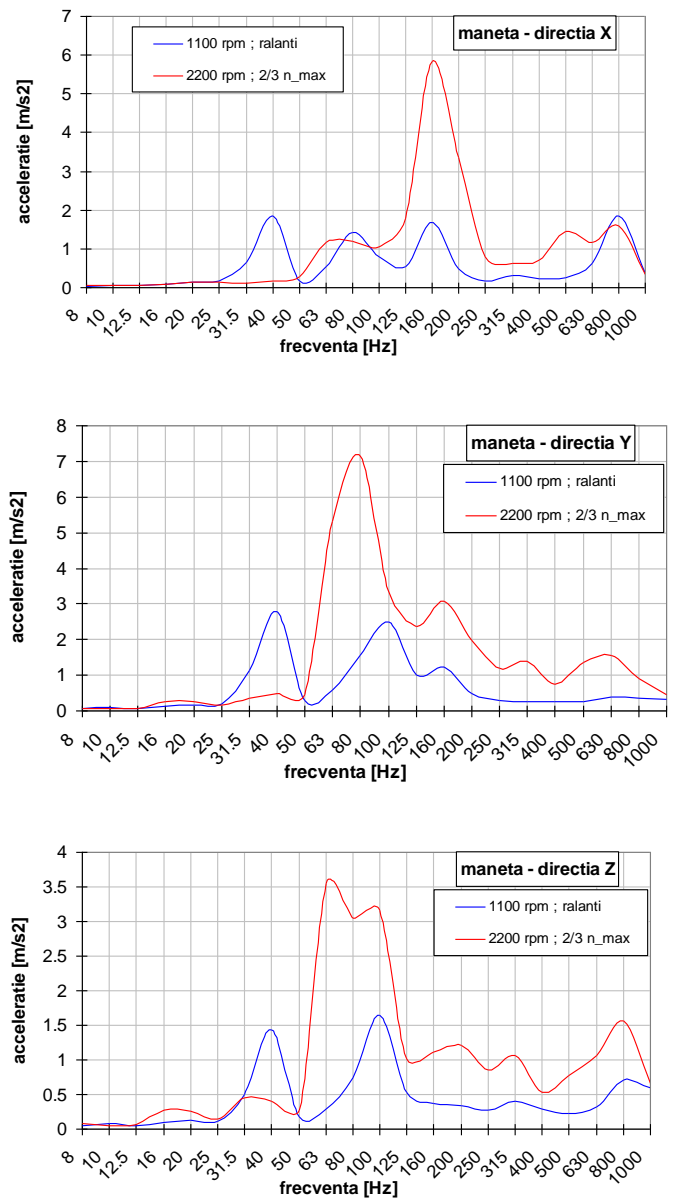 maneta - directia X
1100 rpm ; ralanti
2200 rpm ; 2/3 n_max
acceleratie [m/s2]
7
6
5
4
3
2
1
0
8 10 12.5 16 20 25 31.5 40 50 63 80 100 125 160 200 250 315 400 500 630 800 1000
frecventa [Hz]
maneta - directia Y
1100 rpm ; ralanti
2200 rpm ; 2/3 n_max
acceleratie [m/s2]
8
7
6
5
4
3
2
1
0
8 10 12.5 16 20 25 31.5 40 50 63 80 100 125 160 200 250 315 400 500 630 800 1000
frecventa [Hz]
maneta - directia Z
1100 rpm ; ralanti
2200 rpm ; 2/3 n_max
acceleratie [m/s2]
4
3.5
3
2.5
2
1.5
1
0.5
0
8 10 12.5 16 20 25 31.5 40 50 63 80 100 125 160 200 250 315 400 500 630 800 1000
frecventa [Hz]